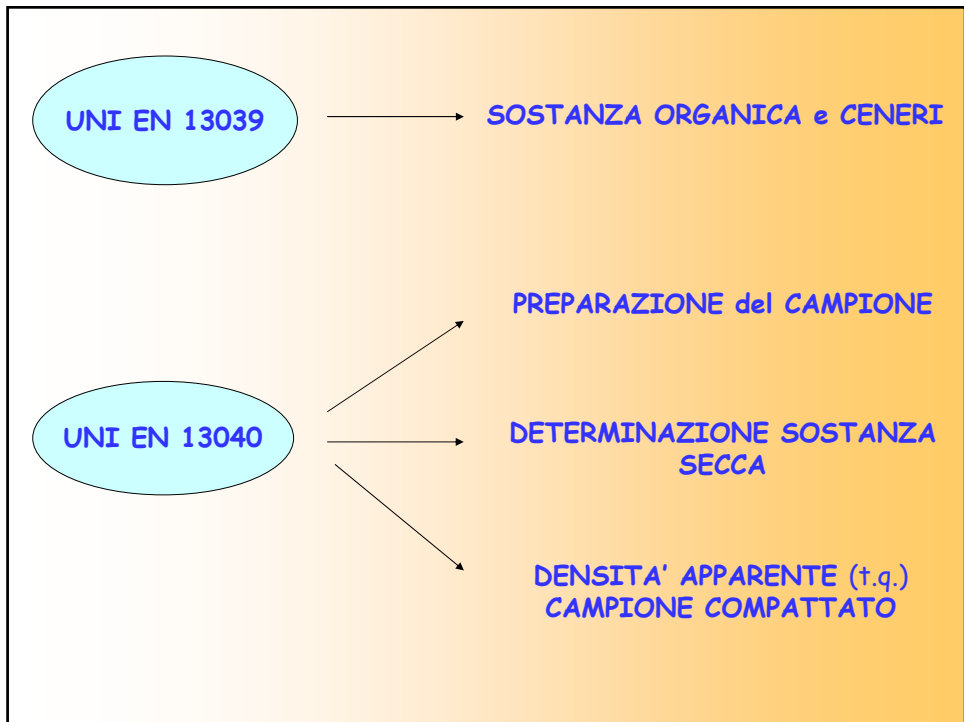 UNI EN 13039
SOSTANZA ORGANICA e CENERI
PREPARAZIONE del CAMPIONE
UNI EN 13040
DETERMINAZIONE SOSTANZA
SECCA
DENSITA' APPARENTE (t.q.)
CAMPIONE COMPATTATO